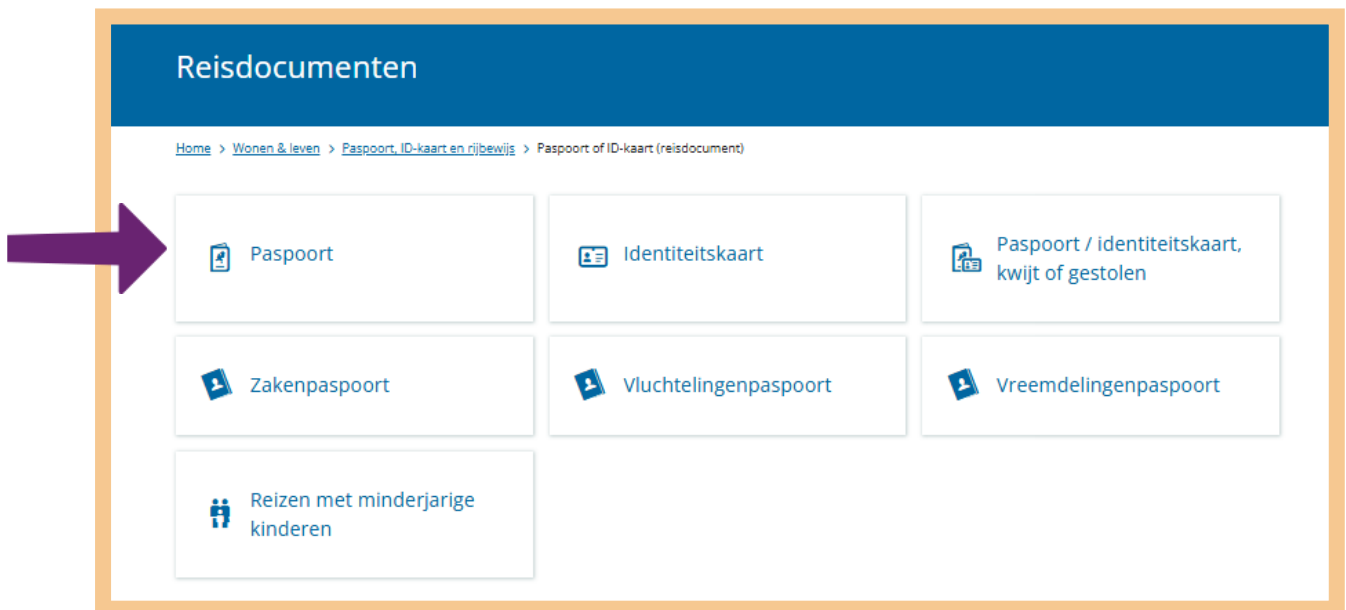 Reisdocumenten
Home > Wonen & leven > Paspoort, ID-kaart en rijbewijs > Paspoort of ID-kaart (reisdocument)
Paspoort
Identiteitskaart
Paspoort / identiteitskaart,
kwijt of gestolen
Zakenpaspoort
Vluchtelingenpaspoort
Vreemdelingenpaspoort
Reizen met minderjarige
kinderen